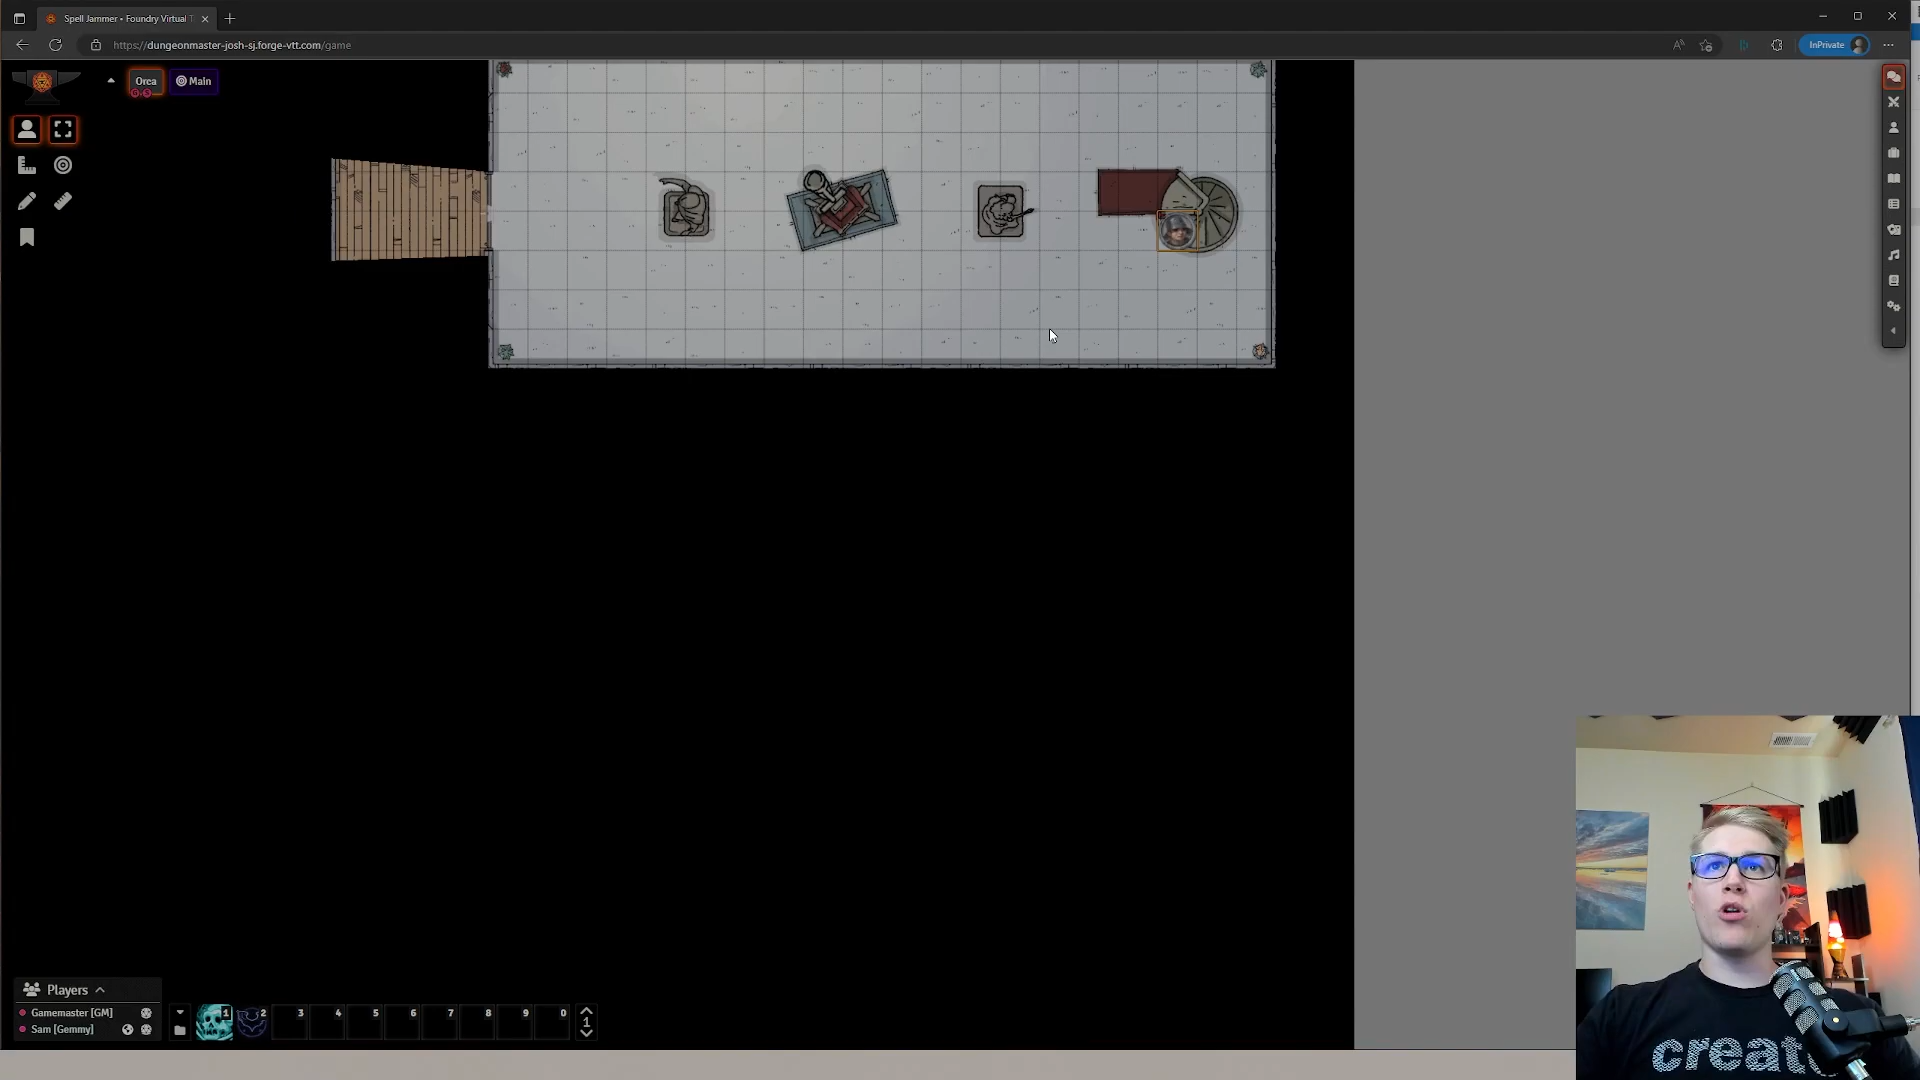 Spell Jammer • Foundry Virtual T
https://dungeonmaster-josh-sj.forge-vtt.com/game
InPrivate
Orca
G S
Main
Players
Gamemaster [GM]
Sam [Gemmy]
1 2 3 4 5 6 7 8 9 0
1
create